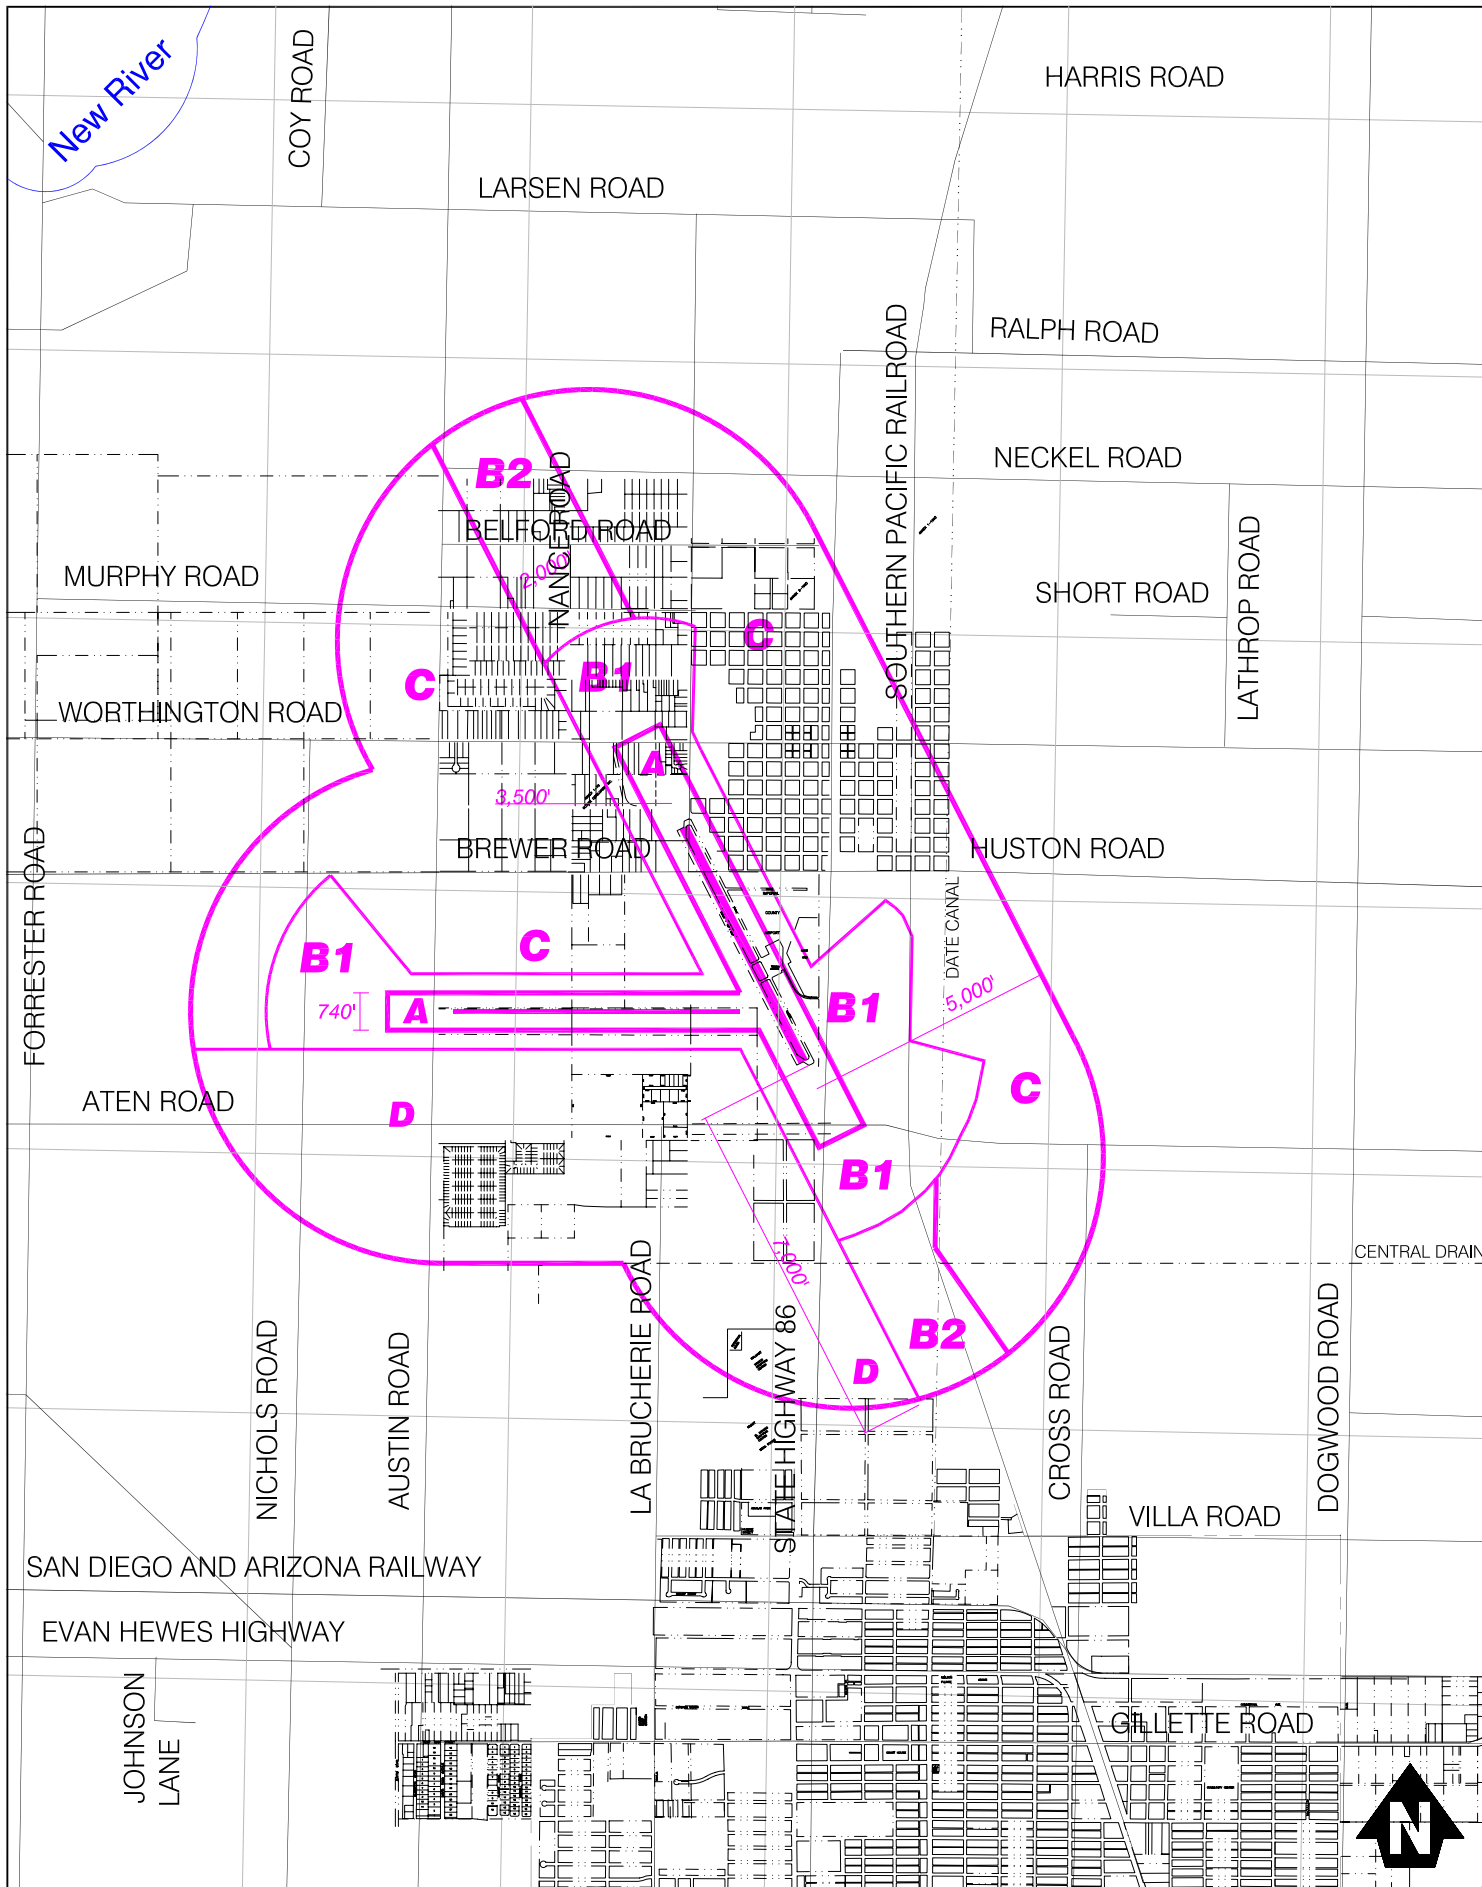 New River
COY ROAD
HARRIS ROAD
LARSEN ROAD
RALPH ROAD
SOUTHERN PACIFIC RAILROAD
NECKEL ROAD
B2
NANCE ROAD
BELFORD ROAD
2,000'
MURPHY ROAD
SHORT ROAD
LATHROP ROAD
C
C
B1
WORTHINGTON ROAD
A
3,500'
BREWER ROAD
HUSTON ROAD
FORRESTER ROAD
DATE CANAL
COUNTY
AIRPORT
B1
C
740'
A
B1
5,000'
C
ATEN ROAD
D
B1
7,000'
CENTRAL DRAIN
LA BRUCHERIE ROAD
STATE HIGHWAY 86
B2
D
NICHOLS ROAD
AUSTIN ROAD
CROSS ROAD
DOGWOOD ROAD
VILLA ROAD
SAN DIEGO AND ARIZONA RAILWAY
EVAN HEWES HIGHWAY
JOHNSON
LANE
GILLETTE ROAD
N